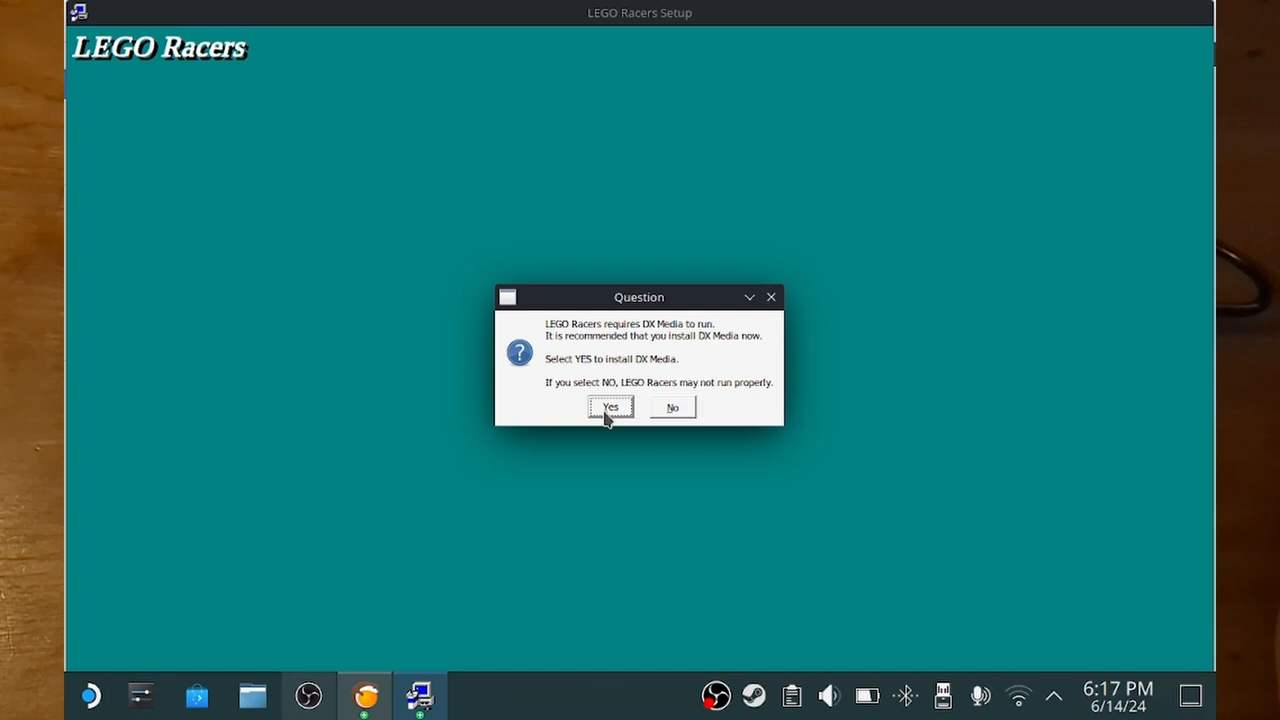 LEGO Racers Setup
LEGO Racers
Question
LEGO Racers requires DX Media to run.
It is recommended that you install DX Media now.
Select YES to install DX Media.
If you select NO, LEGO Racers may not run properly.
Yes
No
6:17 PM
6/14/24